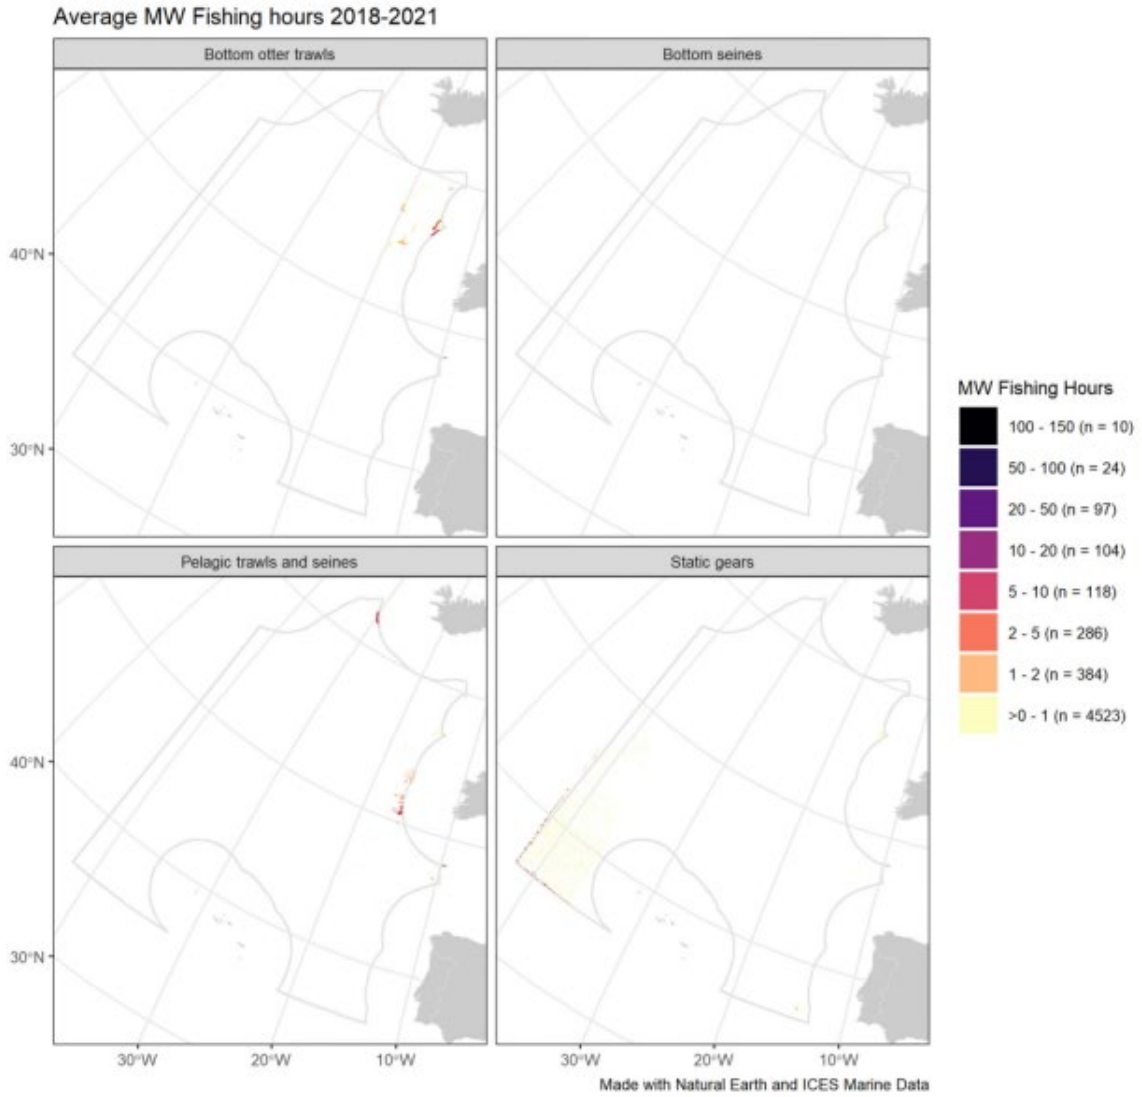 Average MW Fishing hours 2018-2021
Bottom otter trawls
Bottom seines
40°N
30°N
Pelagic trawls and seines
Static gears
40°N
30°N
30°W
20°W
10°W
30°W
20°W
10°W
MW Fishing Hours
100 - 150 (n = 10)
50 - 100 (n = 24)
20 - 50 (n = 97)
10 - 20 (n = 104)
5 - 10 (n = 118)
2 - 5 (n = 286)
1 - 2 (n = 384)
>0 - 1 (n = 4523)
Made with Natural Earth and ICES Marine Data